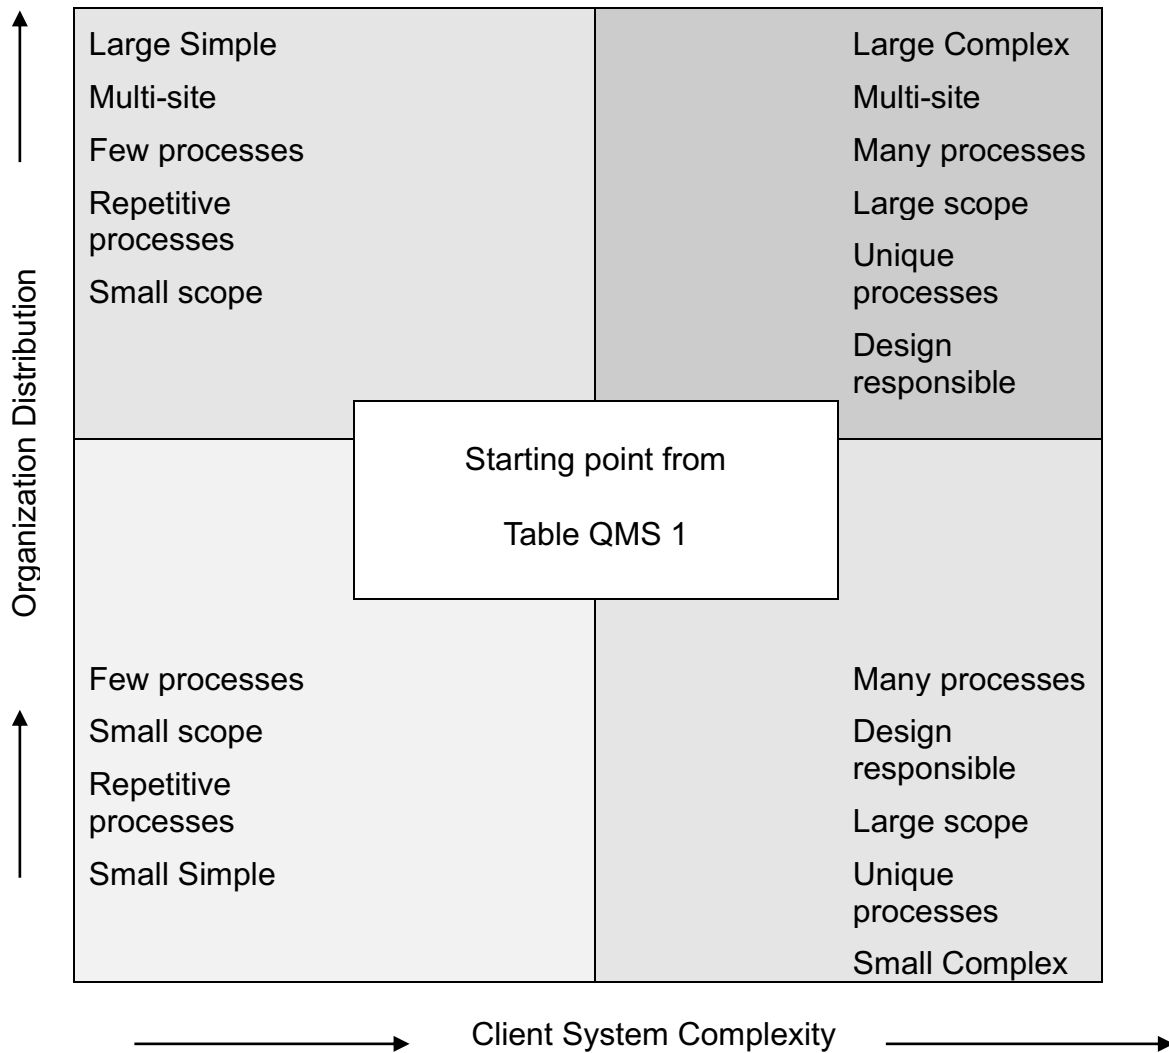 Organization Distribution
Large Simple
Multi-site
Few processes
Repetitive
processes
Small scope
Large Complex
Multi-site
Many processes
Large scope
Unique
processes
Design
responsible
Starting point from
Table QMS 1
Few processes
Small scope
Repetitive
processes
Small Simple
Many processes
Design
responsible
Large scope
Unique
processes
Small Complex
Client System Complexity